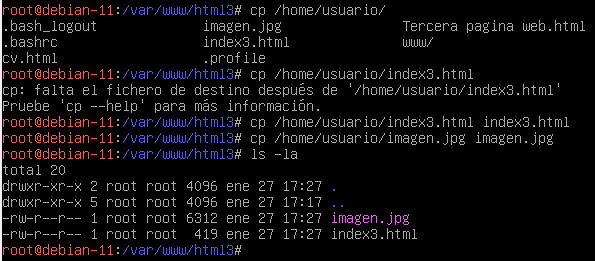 root@debian-11:/var/www/html3# cp /home/usuario/
.bash_logout imagen.jpg Tercera pagina web.html
.bashrc index3.html www/
cv.html .profile
root@debian-11:/var/www/html3# cp /home/usuario/index3.html
cp: falta el fichero de destino después de '/home/usuario/index3.html'
Pruebe 'cp --help' para más información.
root@debian-11:/var/www/html3# cp /home/usuario/index3.html index3.html
root@debian-11:/var/www/html3# cp /home/usuario/imagen.jpg imagen.jpg
root@debian-11:/var/www/html3# ls -la
total 20
drwxr-xr-x 2 root root 4096 ene 27 17:27 .
drwxr-xr-x 5 root root 4096 ene 27 17:17 ..
-rw-r--r-- 1 root root 6312 ene 27 17:27 imagen.jpg
-rw-r--r-- 1 root root 419 ene 27 17:27 index3.html
root@debian-11:/var/www/html3#